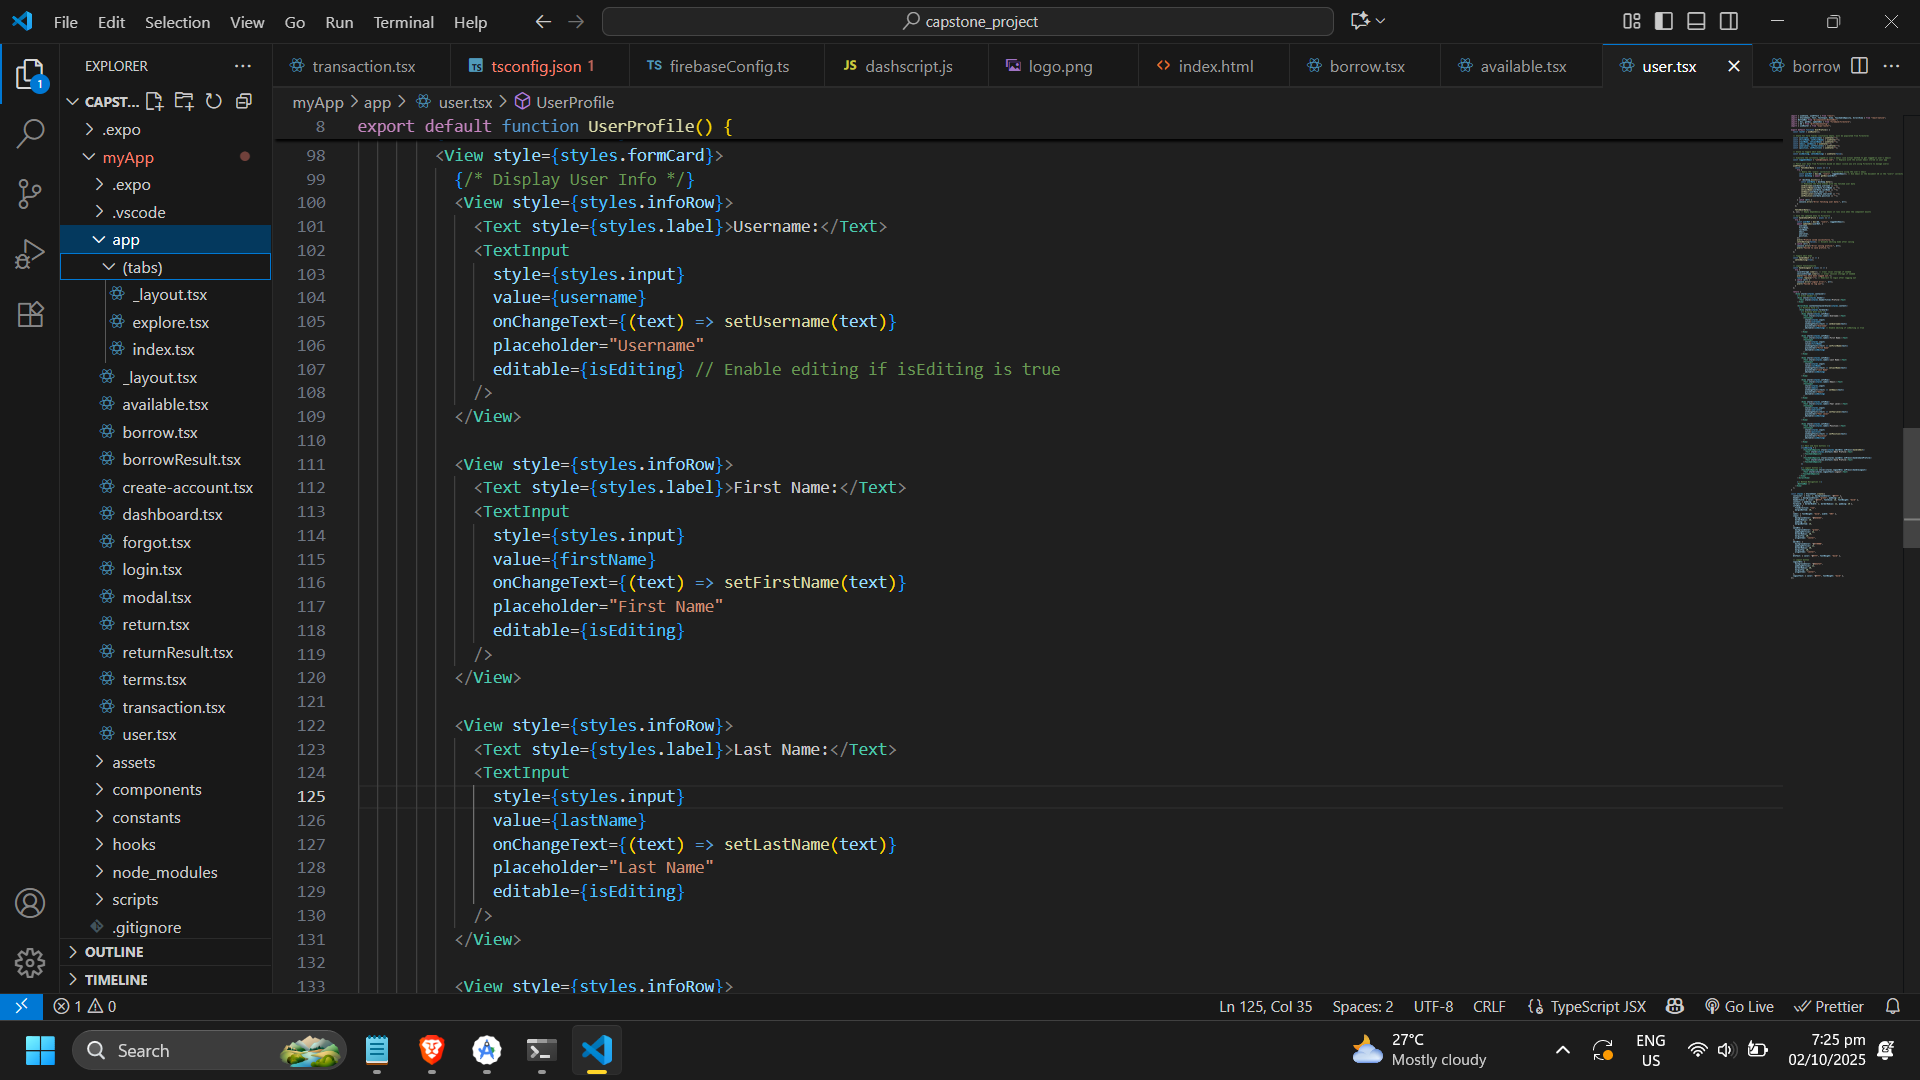 File Edit Selection View Go Run Terminal Help
capstone_project
EXPLORER
transaction.tsx
tsconfig.json 1
TS firebaseConfig.ts
JS dashscript.js
logo.png
index.html
borrow.tsx
available.tsx
user.tsx
borrow
CAPST...
myApp > app > user.tsx > UserProfile
.expo
myApp
.expo
.vscode
app
(tabs)
_layout.tsx
explore.tsx
index.tsx
_layout.tsx
available.tsx
borrow.tsx
borrowResult.tsx
create-account.tsx
dashboard.tsx
forgot.tsx
login.tsx
modal.tsx
return.tsx
returnResult.tsx
terms.tsx
transaction.tsx
user.tsx
assets
components
constants
hooks
node_modules
scripts
.gitignore
OUTLINE
TIMELINE
8 export default function UserProfile() {
98 <View style={styles.formCard}>
99 {/* Display User Info */}
100 <View style={styles.infoRow}>
101 <Text style={styles.label}>Username:</Text>
102 <TextInput
103 style={styles.input}
104 value={username}
105 onChangeText={(text) => setUsername(text)}
106 placeholder="Username"
107 editable={isEditing} // Enable editing if isEditing is true
108 />
109 </View>
110
111 <View style={styles.infoRow}>
112 <Text style={styles.label}>First Name:</Text>
113 <TextInput
114 style={styles.input}
115 value={firstName}
116 onChangeText={(text) => setFirstName(text)}
117 placeholder="First Name"
118 editable={isEditing}
119 />
120 </View>
121
122 <View style={styles.infoRow}>
123 <Text style={styles.label}>Last Name:</Text>
124 <TextInput
125 style={styles.input}
126 value={lastName}
127 onChangeText={(text) => setLastName(text)}
128 placeholder="Last Name"
129 editable={isEditing}
130 />
131 </View>
132
133 <View style={styles.infoRow}>
1 0
Ln 125, Col 35 Spaces: 2 UTF-8 CRLF TypeScript JSX Go Live Prettier
Search
27°C
Mostly cloudy
ENG
US
7:25 pm
02/10/2025